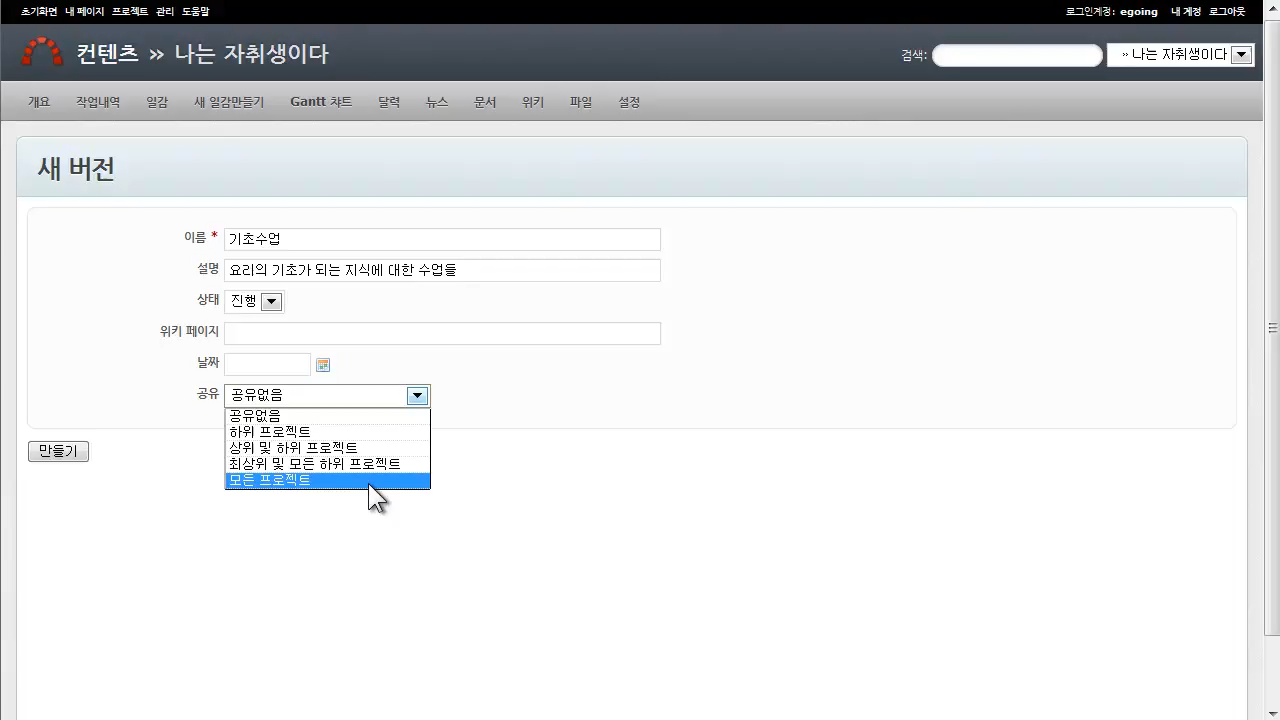 초기화면 내 페이지 프로젝트 관리 도움말
로그인계정: egoing 내 계정 로그아웃
컨텐츠 » 나는 자취생이다
검색:
» 나는 자취생이다
개요 작업내역 일감 새 일감만들기 Gantt 챠트 달력 뉴스 문서 위키 파일 설정
새 버전
이름 * 기초수업
설명 요리의 기초가 되는 지식에 대한 수업들
상태 진행
위키 페이지
날짜
공유 공유없음
공유없음
하위 프로젝트
상위 및 하위 프로젝트
최상위 및 모든 하위 프로젝트
모든 프로젝트
만들기